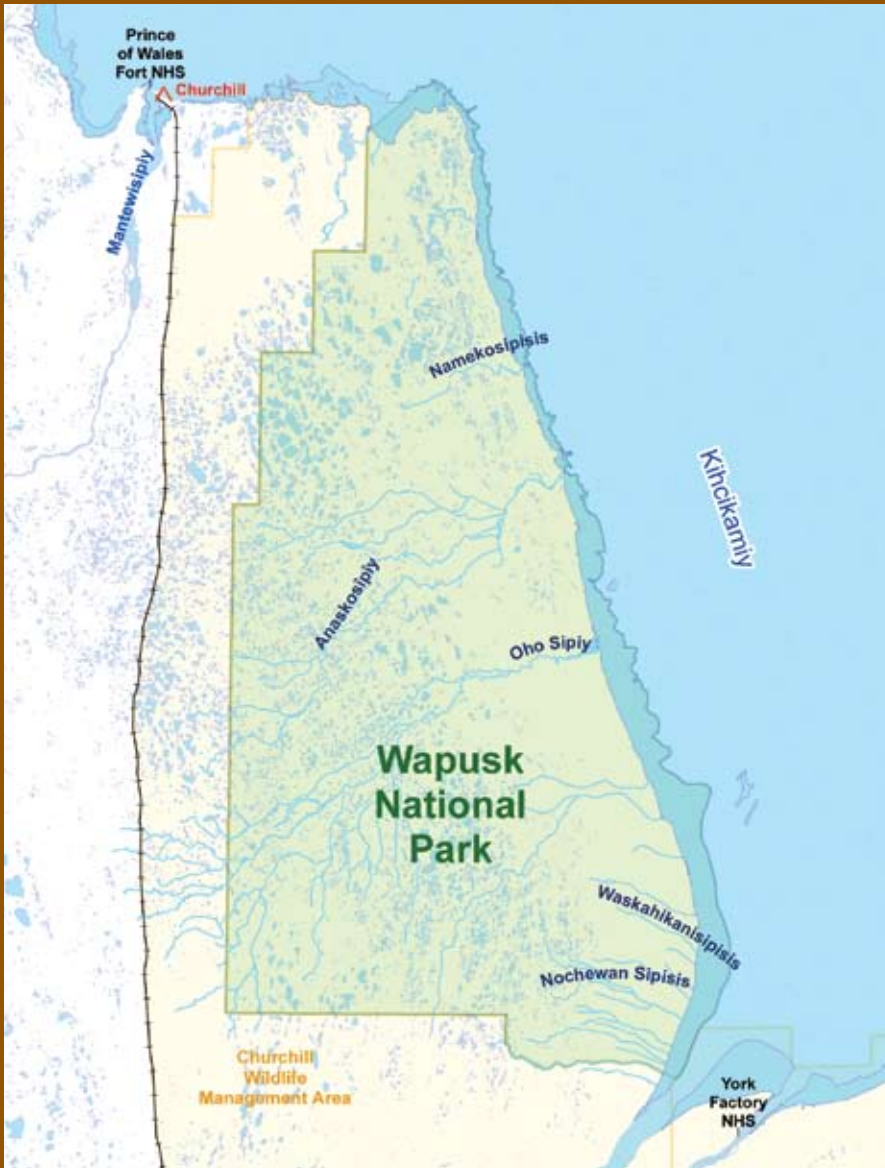 Prince
of Wales
Fort NHS
Churchill
Mantewisipiy
Namekosipisis
Kihcikamiy
Anaskosipiy
Oho Sipiy
Wapusk
National
Park
Waskahikanisipisis
Nochewan Sipisis
Churchill
Wildlife
Management Area
York
Factory
NHS